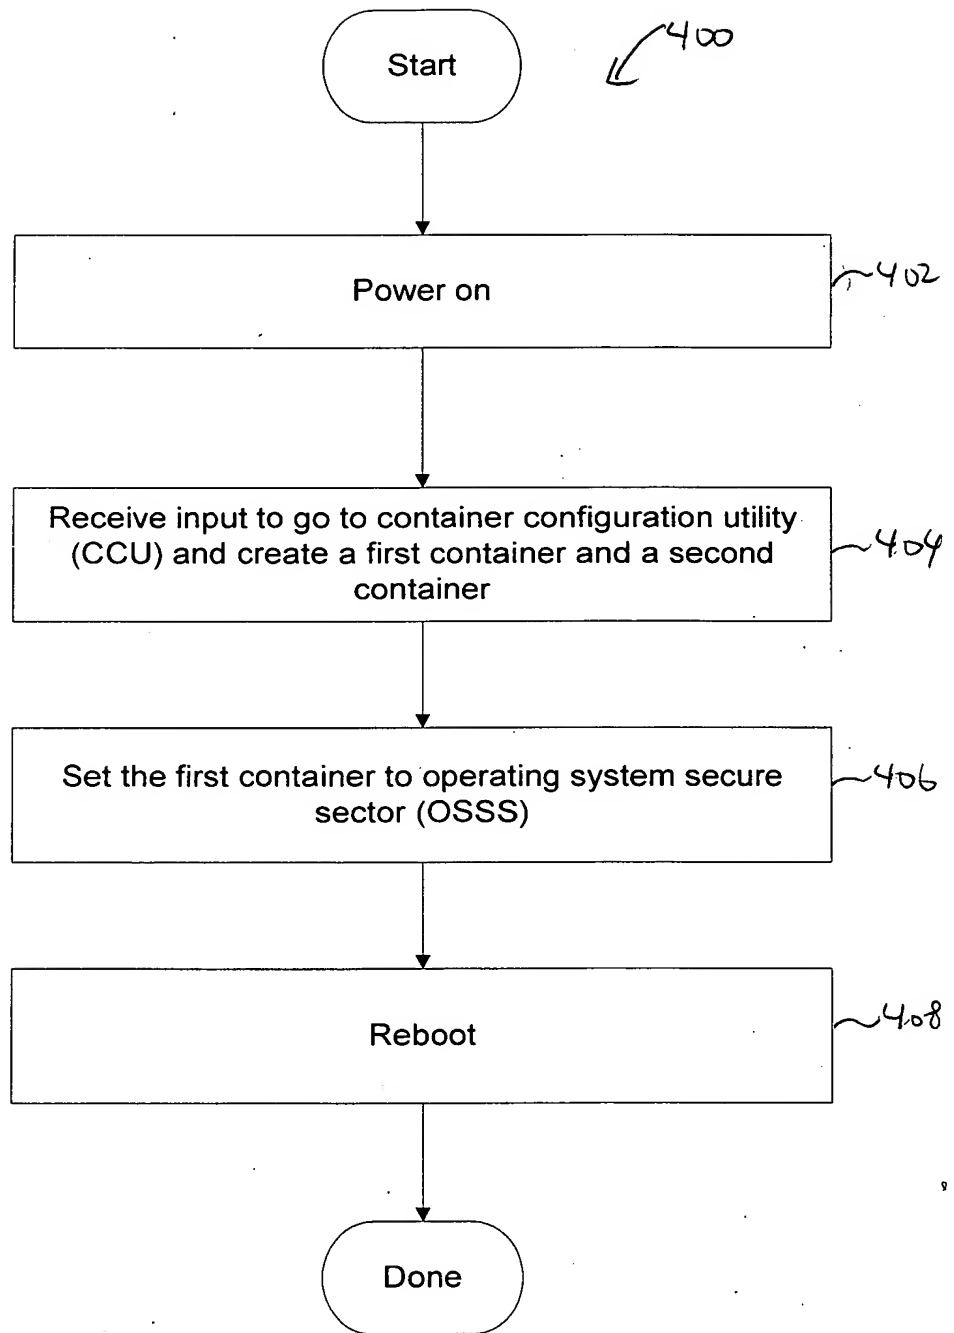 Start
400
Power on
402
Receive input to go to container configuration utility
(CCU) and create a first container and a second
container
404
Set the first container to operating system secure
sector (OSSS)
406
Reboot
408
Done